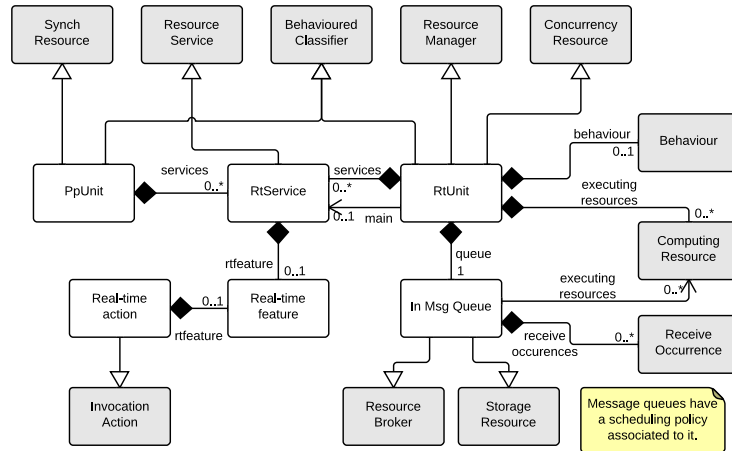 Synch
Resource
Resource
Service
Behavioured
Classifier
Resource
Manager
Concurrency
Resource
behaviour
0..1
Behaviour
PpUnit
services
0..*
RtService
services
0..*
0..1
main
RtUnit
executing
resources
0..*
Computing
Resource
rtfeature
0..1
queue
1
Real-time
action
0..1
rtfeature
Real-time
feature
In Msg Queue
executing
resources
0..*
receive
occurences
0..*
Receive
Occurrence
Invocation
Action
Resource
Broker
Storage
Resource
Message queues have
a scheduling policy
associated to it.